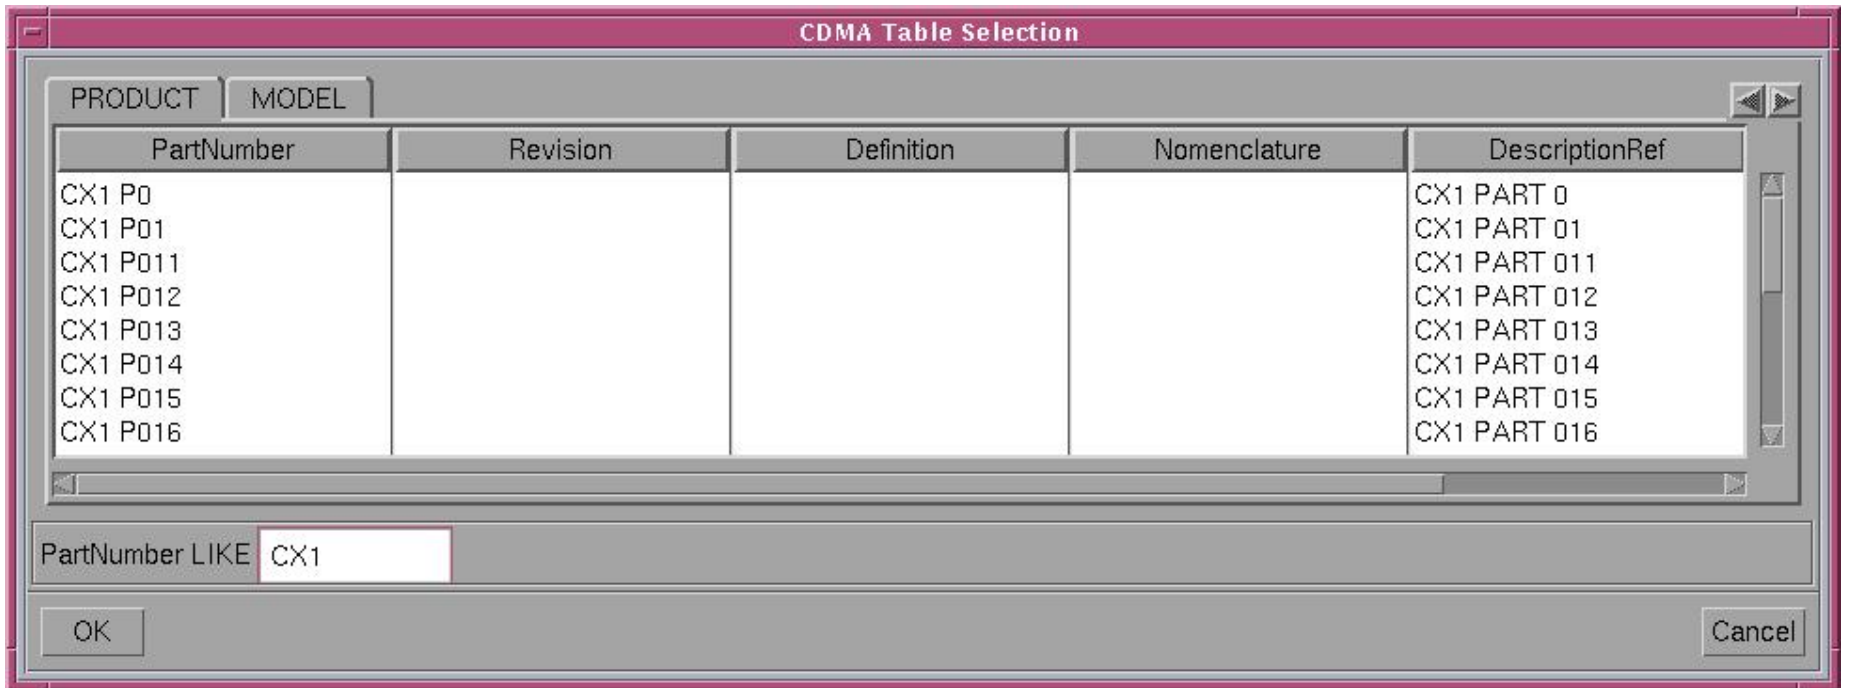 CDMA Table Selection
PRODUCT MODEL
PartNumber Revision Definition Nomenclature DescriptionRef
CX1 P0 CX1 PART 0
CX1 P01 CX1 PART 01
CX1 P011 CX1 PART 011
CX1 P012 CX1 PART 012
CX1 P013 CX1 PART 013
CX1 P014 CX1 PART 014
CX1 P015 CX1 PART 015
CX1 P016 CX1 PART 016
PartNumber LIKE CX1
OK Cancel